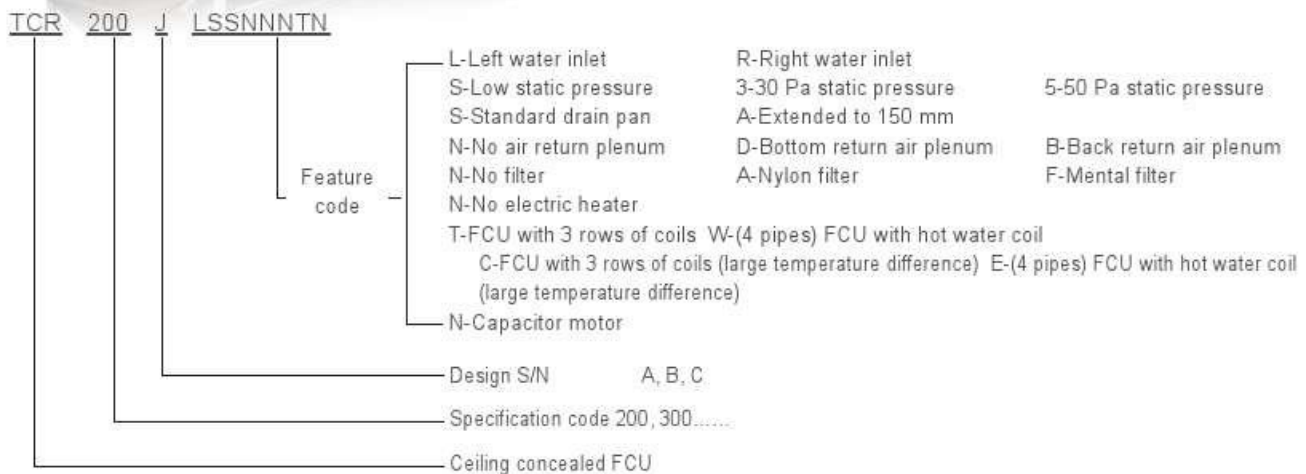 TCR 200 J LSSNNNTN
L-Left water inlet R-Right water inlet
S-Low static pressure 3-30 Pa static pressure 5-50 Pa static pressure
S-Standard drain pan A-Extended to 150 mm
N-No air return plenum D-Bottom return air plenum B-Back return air plenum
Feature code
N-No filter A-Nylon filter F-Mental filter
N-No electric heater
T-FCU with 3 rows of coils W-(4 pipes) FCU with hot water coil
C-FCU with 3 rows of coils (large temperature difference) E-(4 pipes) FCU with hot water coil
(large temperature difference)
N-Capacitor motor
Design S/N A, B, C
Specification code 200, 300......
Ceiling concealed FCU